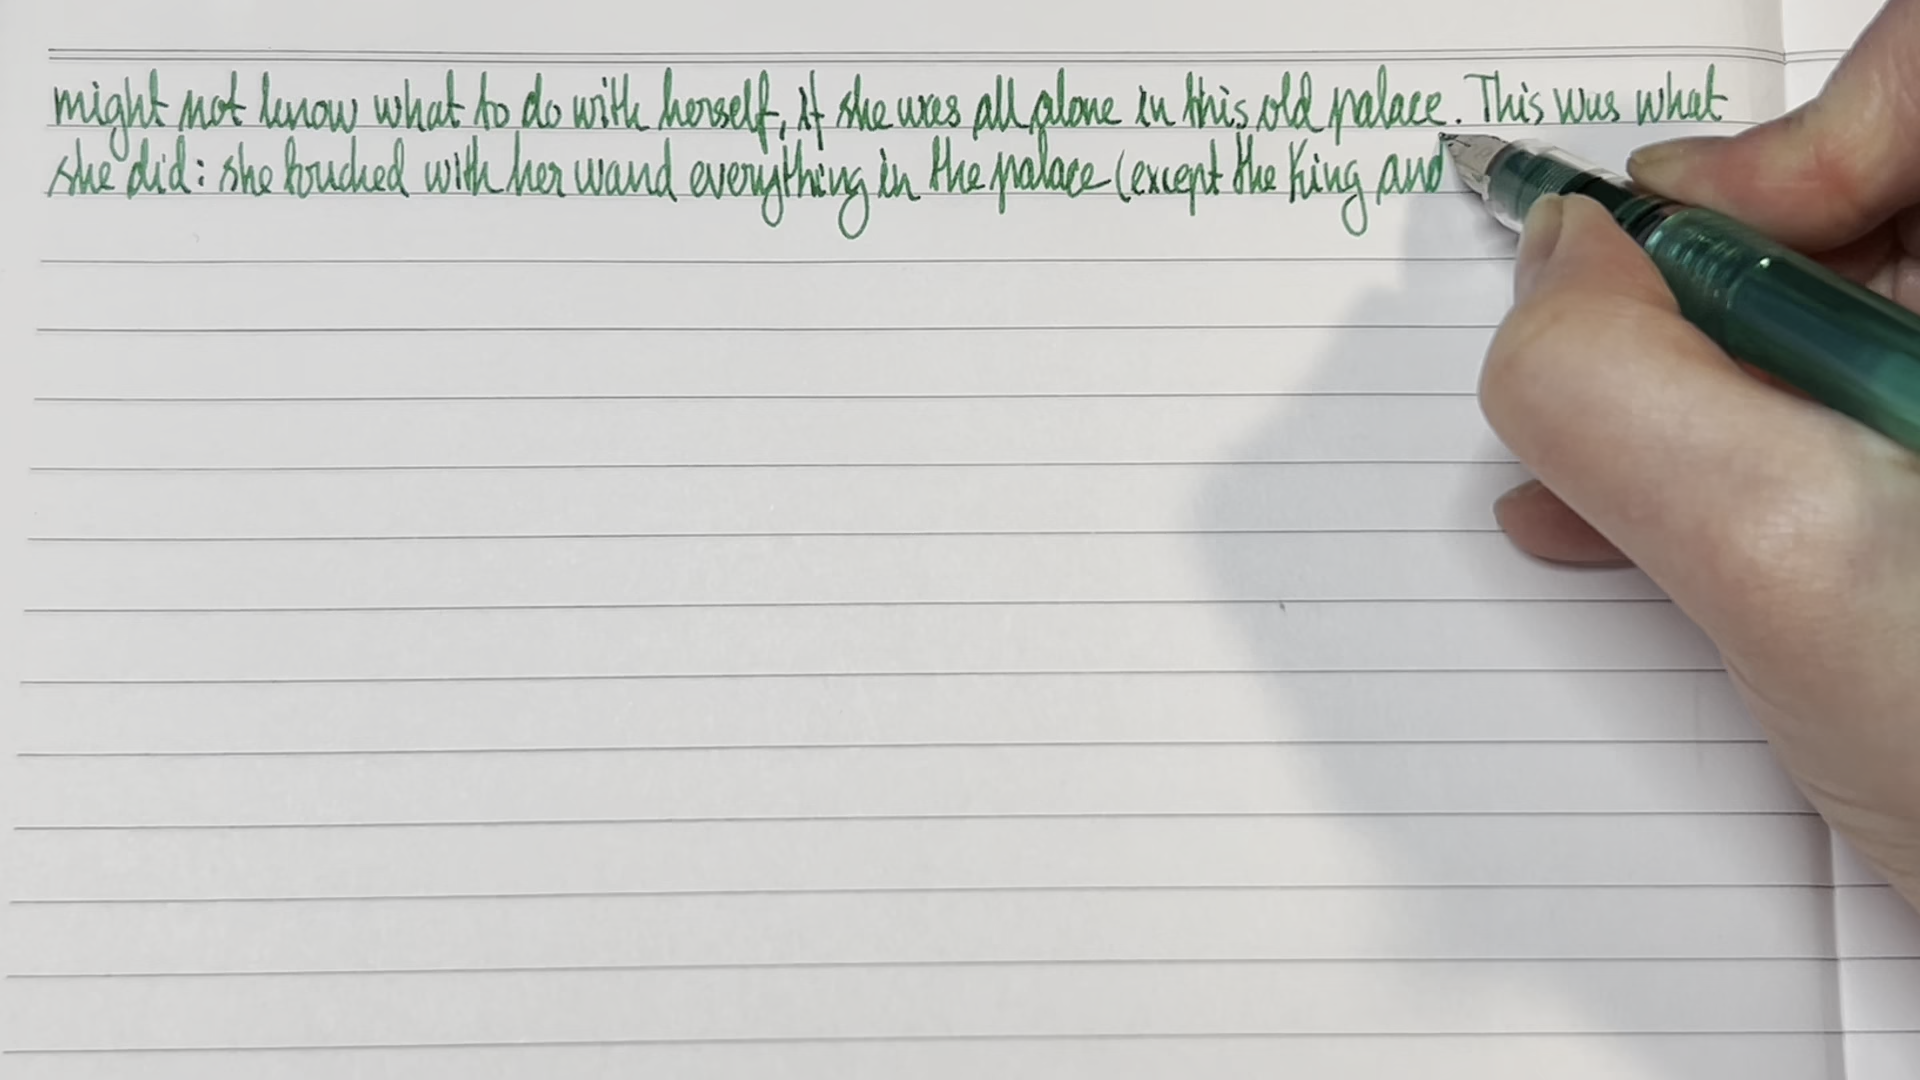 might not know what to do with herself, if she was all alone in this old palace. This was what
she did: she touched with her wand everything in the palace (except the King and